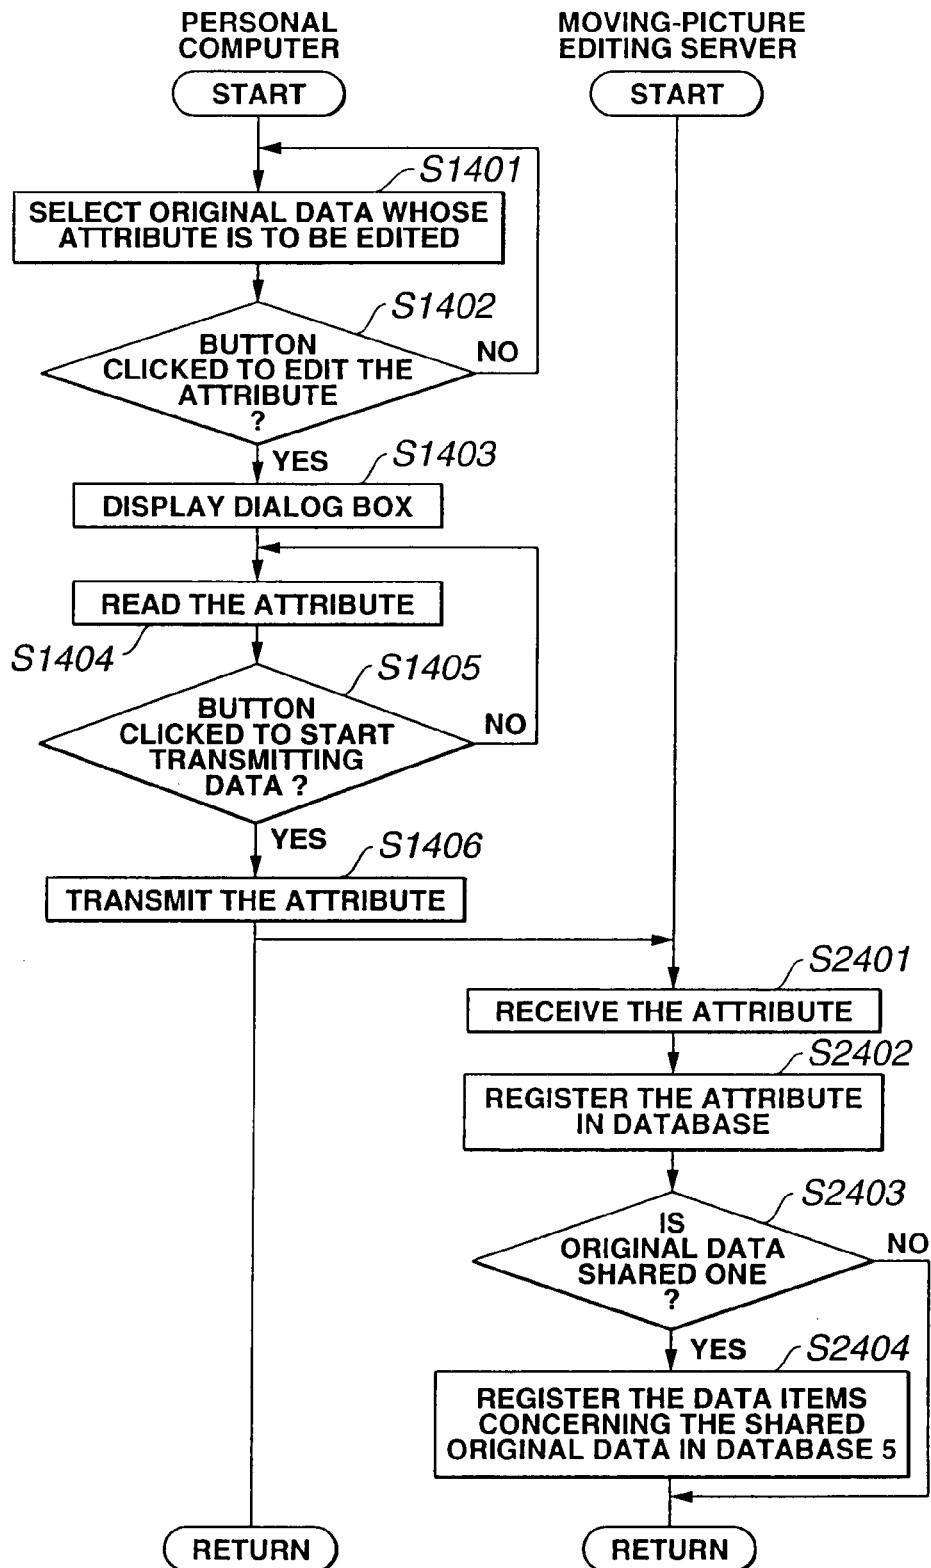 PERSONAL
COMPUTER
START
S1401
SELECT ORIGINAL DATA WHOSE
ATTRIBUTE IS TO BE EDITED
S1402
BUTTON
CLICKED TO EDIT THE
ATTRIBUTE
?
NO
YES
S1403
DISPLAY DIALOG BOX
READ THE ATTRIBUTE
S1404
S1405
BUTTON
CLICKED TO START
TRANSMITTING
DATA ?
NO
YES
S1406
TRANSMIT THE ATTRIBUTE
RETURN
MOVING-PICTURE
EDITING SERVER
START
S2401
RECEIVE THE ATTRIBUTE
S2402
REGISTER THE ATTRIBUTE
IN DATABASE
S2403
IS
ORIGINAL DATA
SHARED ONE
?
NO
YES
S2404
REGISTER THE DATA ITEMS
CONCERNING THE SHARED
ORIGINAL DATA IN DATABASE 5
RETURN